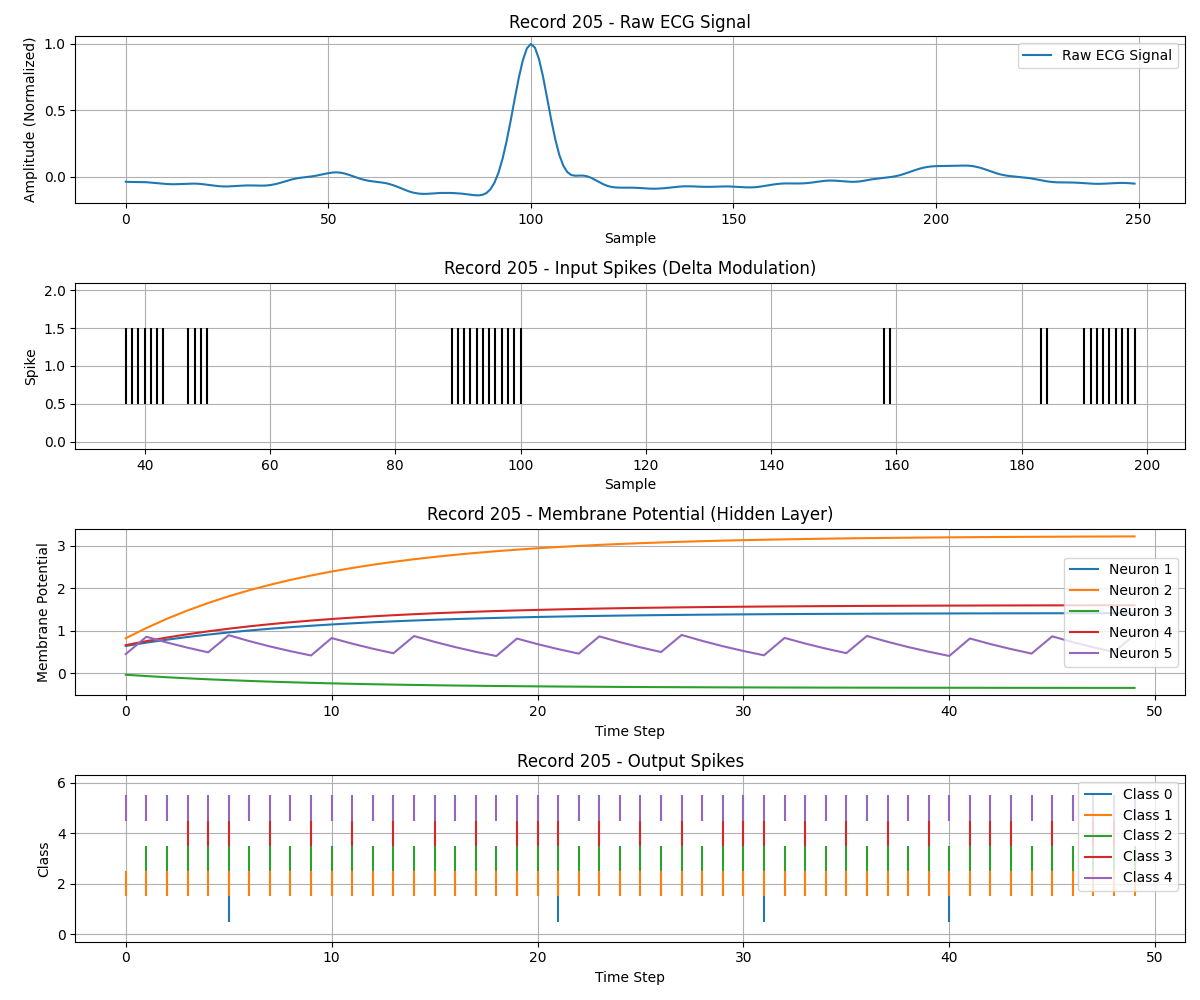 Record 205 - Raw ECG Signal
Amplitude (Normalized)
1.0
0.5
0.0
Raw ECG Signal
0 50 100 150 200 250
Sample
Record 205 - Input Spikes (Delta Modulation)
Spike
2.0
1.5
1.0
0.5
0.0
40 60 80 100 120 140 160 180 200
Sample
Record 205 - Membrane Potential (Hidden Layer)
Membrane Potential
3
2
1
0
Neuron 1
Neuron 2
Neuron 3
Neuron 4
Neuron 5
0 10 20 30 40 50
Time Step
Record 205 - Output Spikes
Class
6
4
2
0
Class 0
Class 1
Class 2
Class 3
Class 4
0 10 20 30 40 50
Time Step